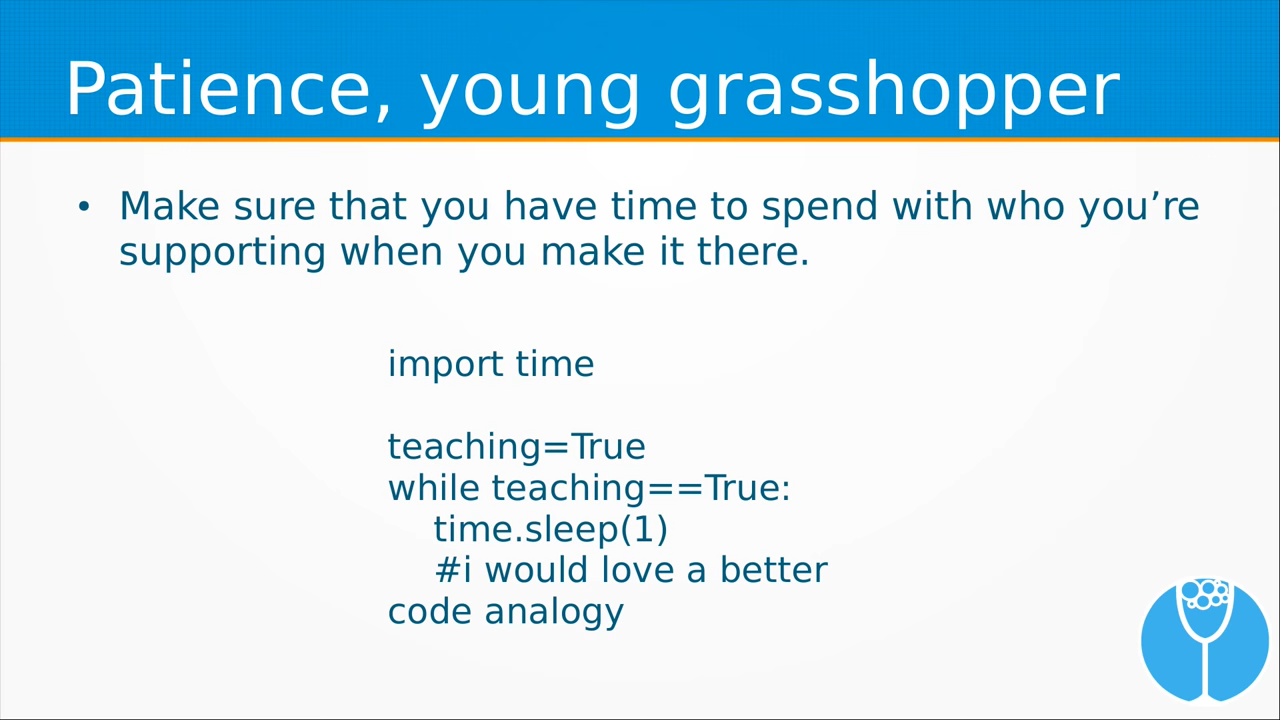 Patience, young grasshopper
• Make sure that you have time to spend with who you’re
supporting when you make it there.
import time
teaching=True
while teaching==True:
    time.sleep(1)
    #i would love a better
code analogy